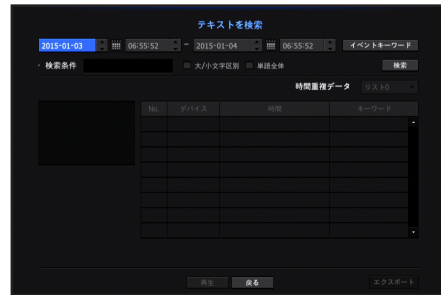 テキストを検索
2015-01-03 06:55:52 - 2015-01-04 06:55:52 イベントキーワード
・検索条件 大/小文字区別 単語全体 検索
時間重複データ リスト0
No. デバイス 時間 キーワード
再生 戻る エクスポート